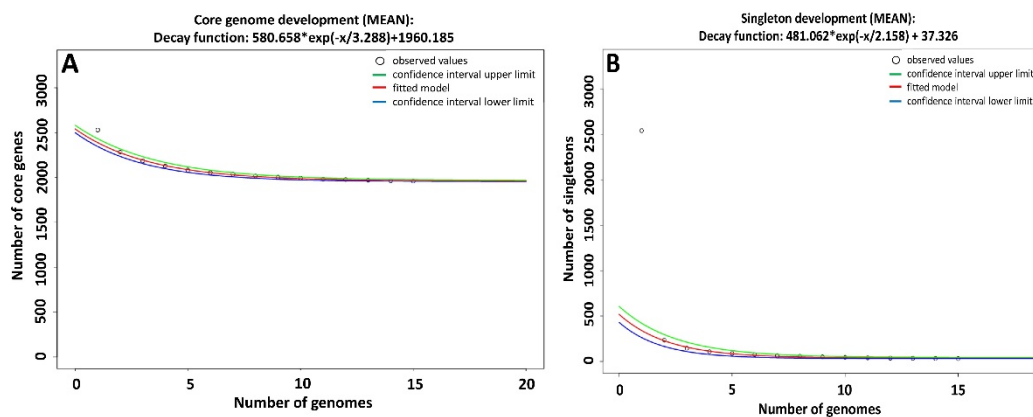 Core genome development (MEAN):
Decay function: 580.658*exp(-x/3.288)+1960.185
A
observed values
confidence interval upper limit
fitted model
confidence interval lower limit
Number of core genes
3000
2500
2000
1500
1000
500
0
0 5 10 15 20
Number of genomes
Singleton development (MEAN):
Decay function: 481.062*exp(-x/2.158) + 37.326
B
observed values
confidence interval upper limit
fitted model
confidence interval lower limit
Number of singletons
3000
2500
2000
1500
1000
500
0
0 5 10 15
Number of genomes